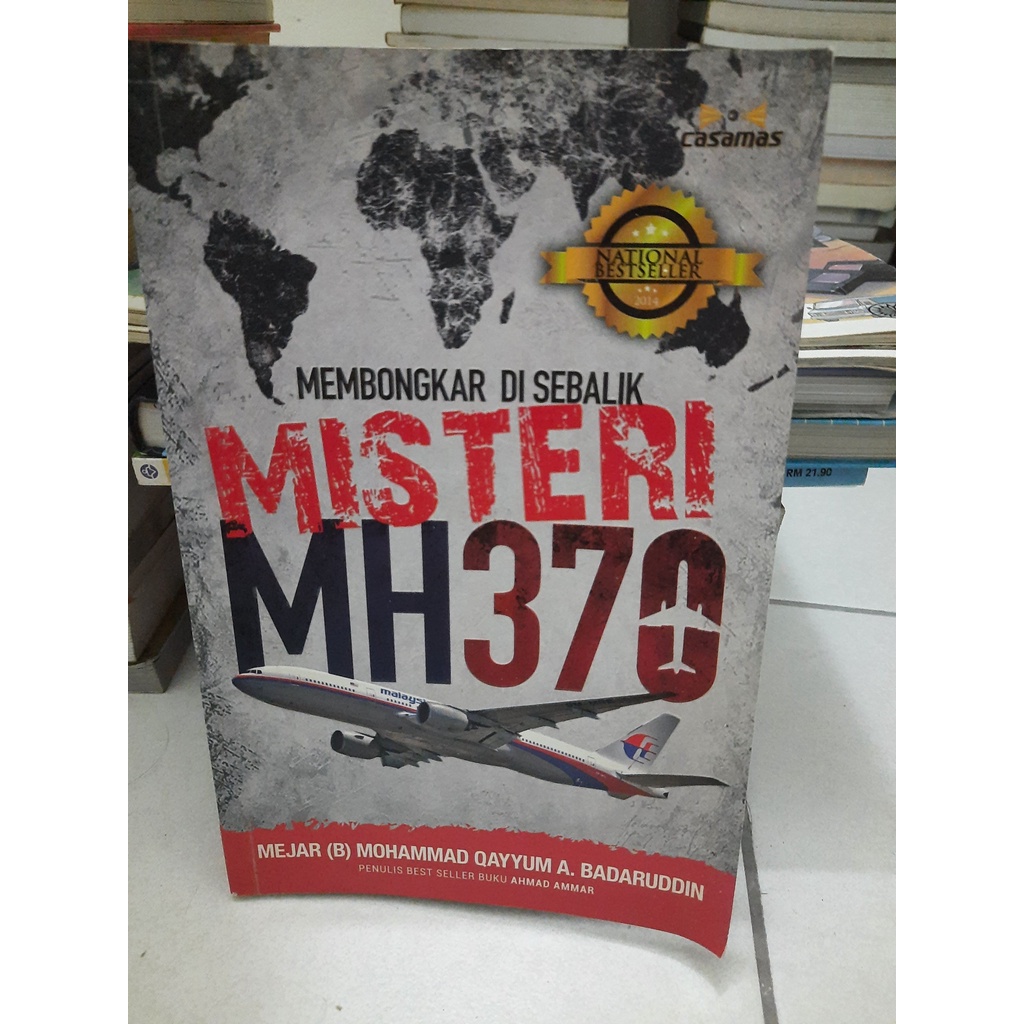 casamas
NATIONAL
BESTSELLER
2014
MEMBONGKAR DI SEBALIK
MISTERI
MH370
malays
MEJAR (B) MOHAMMAD QAYYUM A. BADARUDDIN
PENULIS BEST SELLER BUKU AHMAD AMMAR
RM 21.90